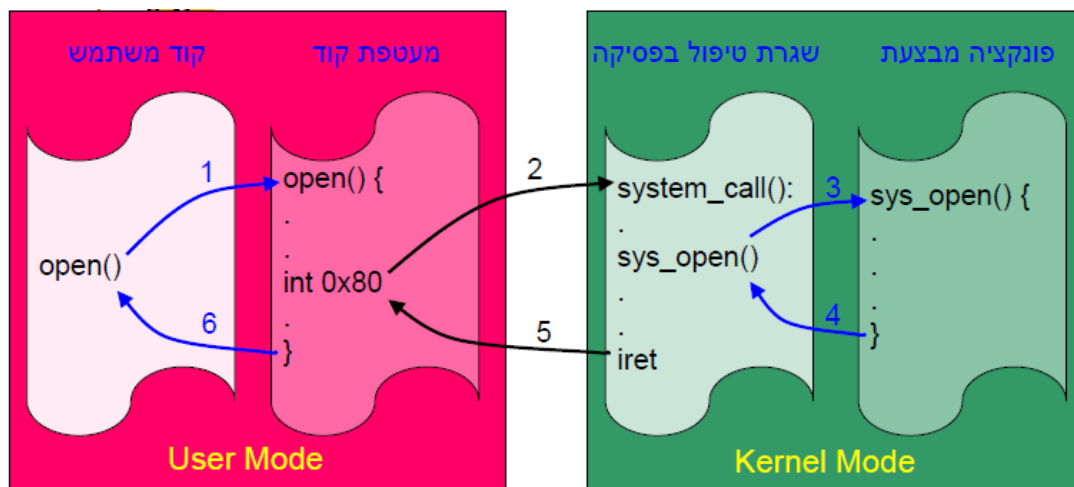 קוד משתמש
מעטפת קוד
שגרת טיפול בפסיקה
פונקציה מבצעת
1
open()
6
open() {
.
.
int 0x80
.
}
2
5
system_call():
.
sys_open()
.
.
iret
3
4
sys_open() {
.
.
.
}
User Mode
Kernel Mode